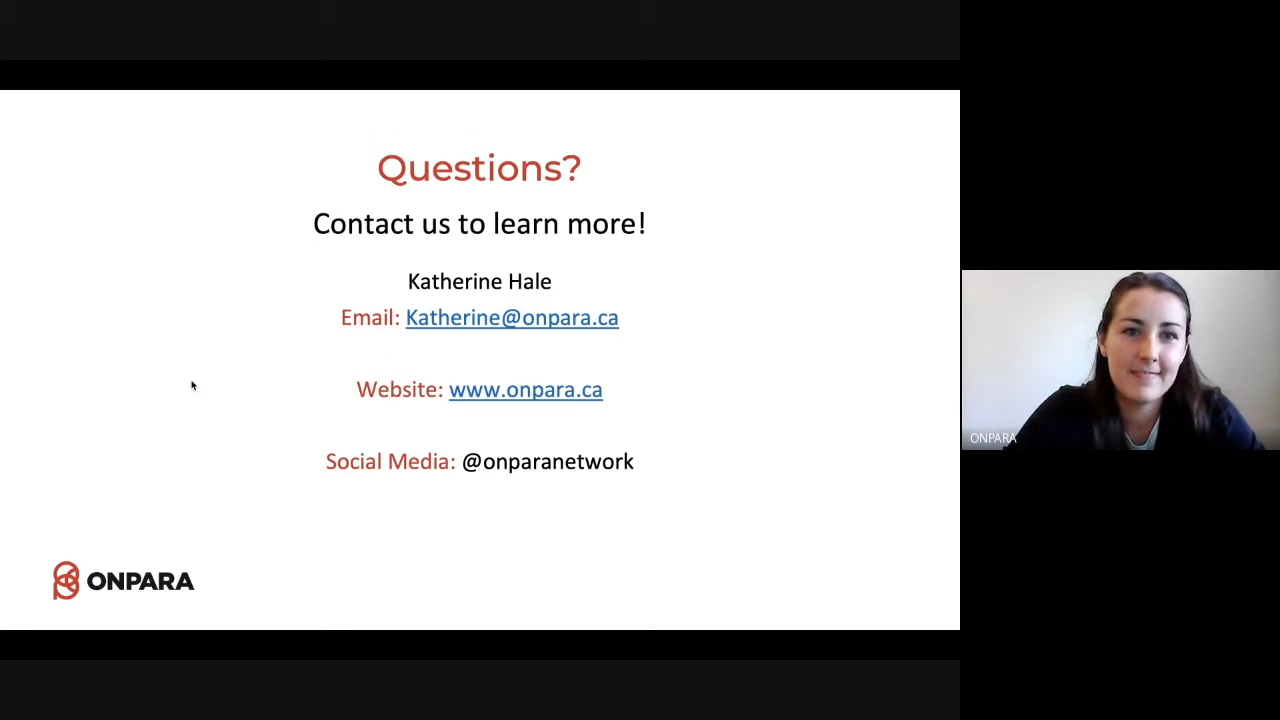 Questions?
Contact us to learn more!
Katherine Hale
Email: Katherine@onpara.ca
Website: www.onpara.ca
Social Media: @onparanetwork
ONPARA
ONPARA